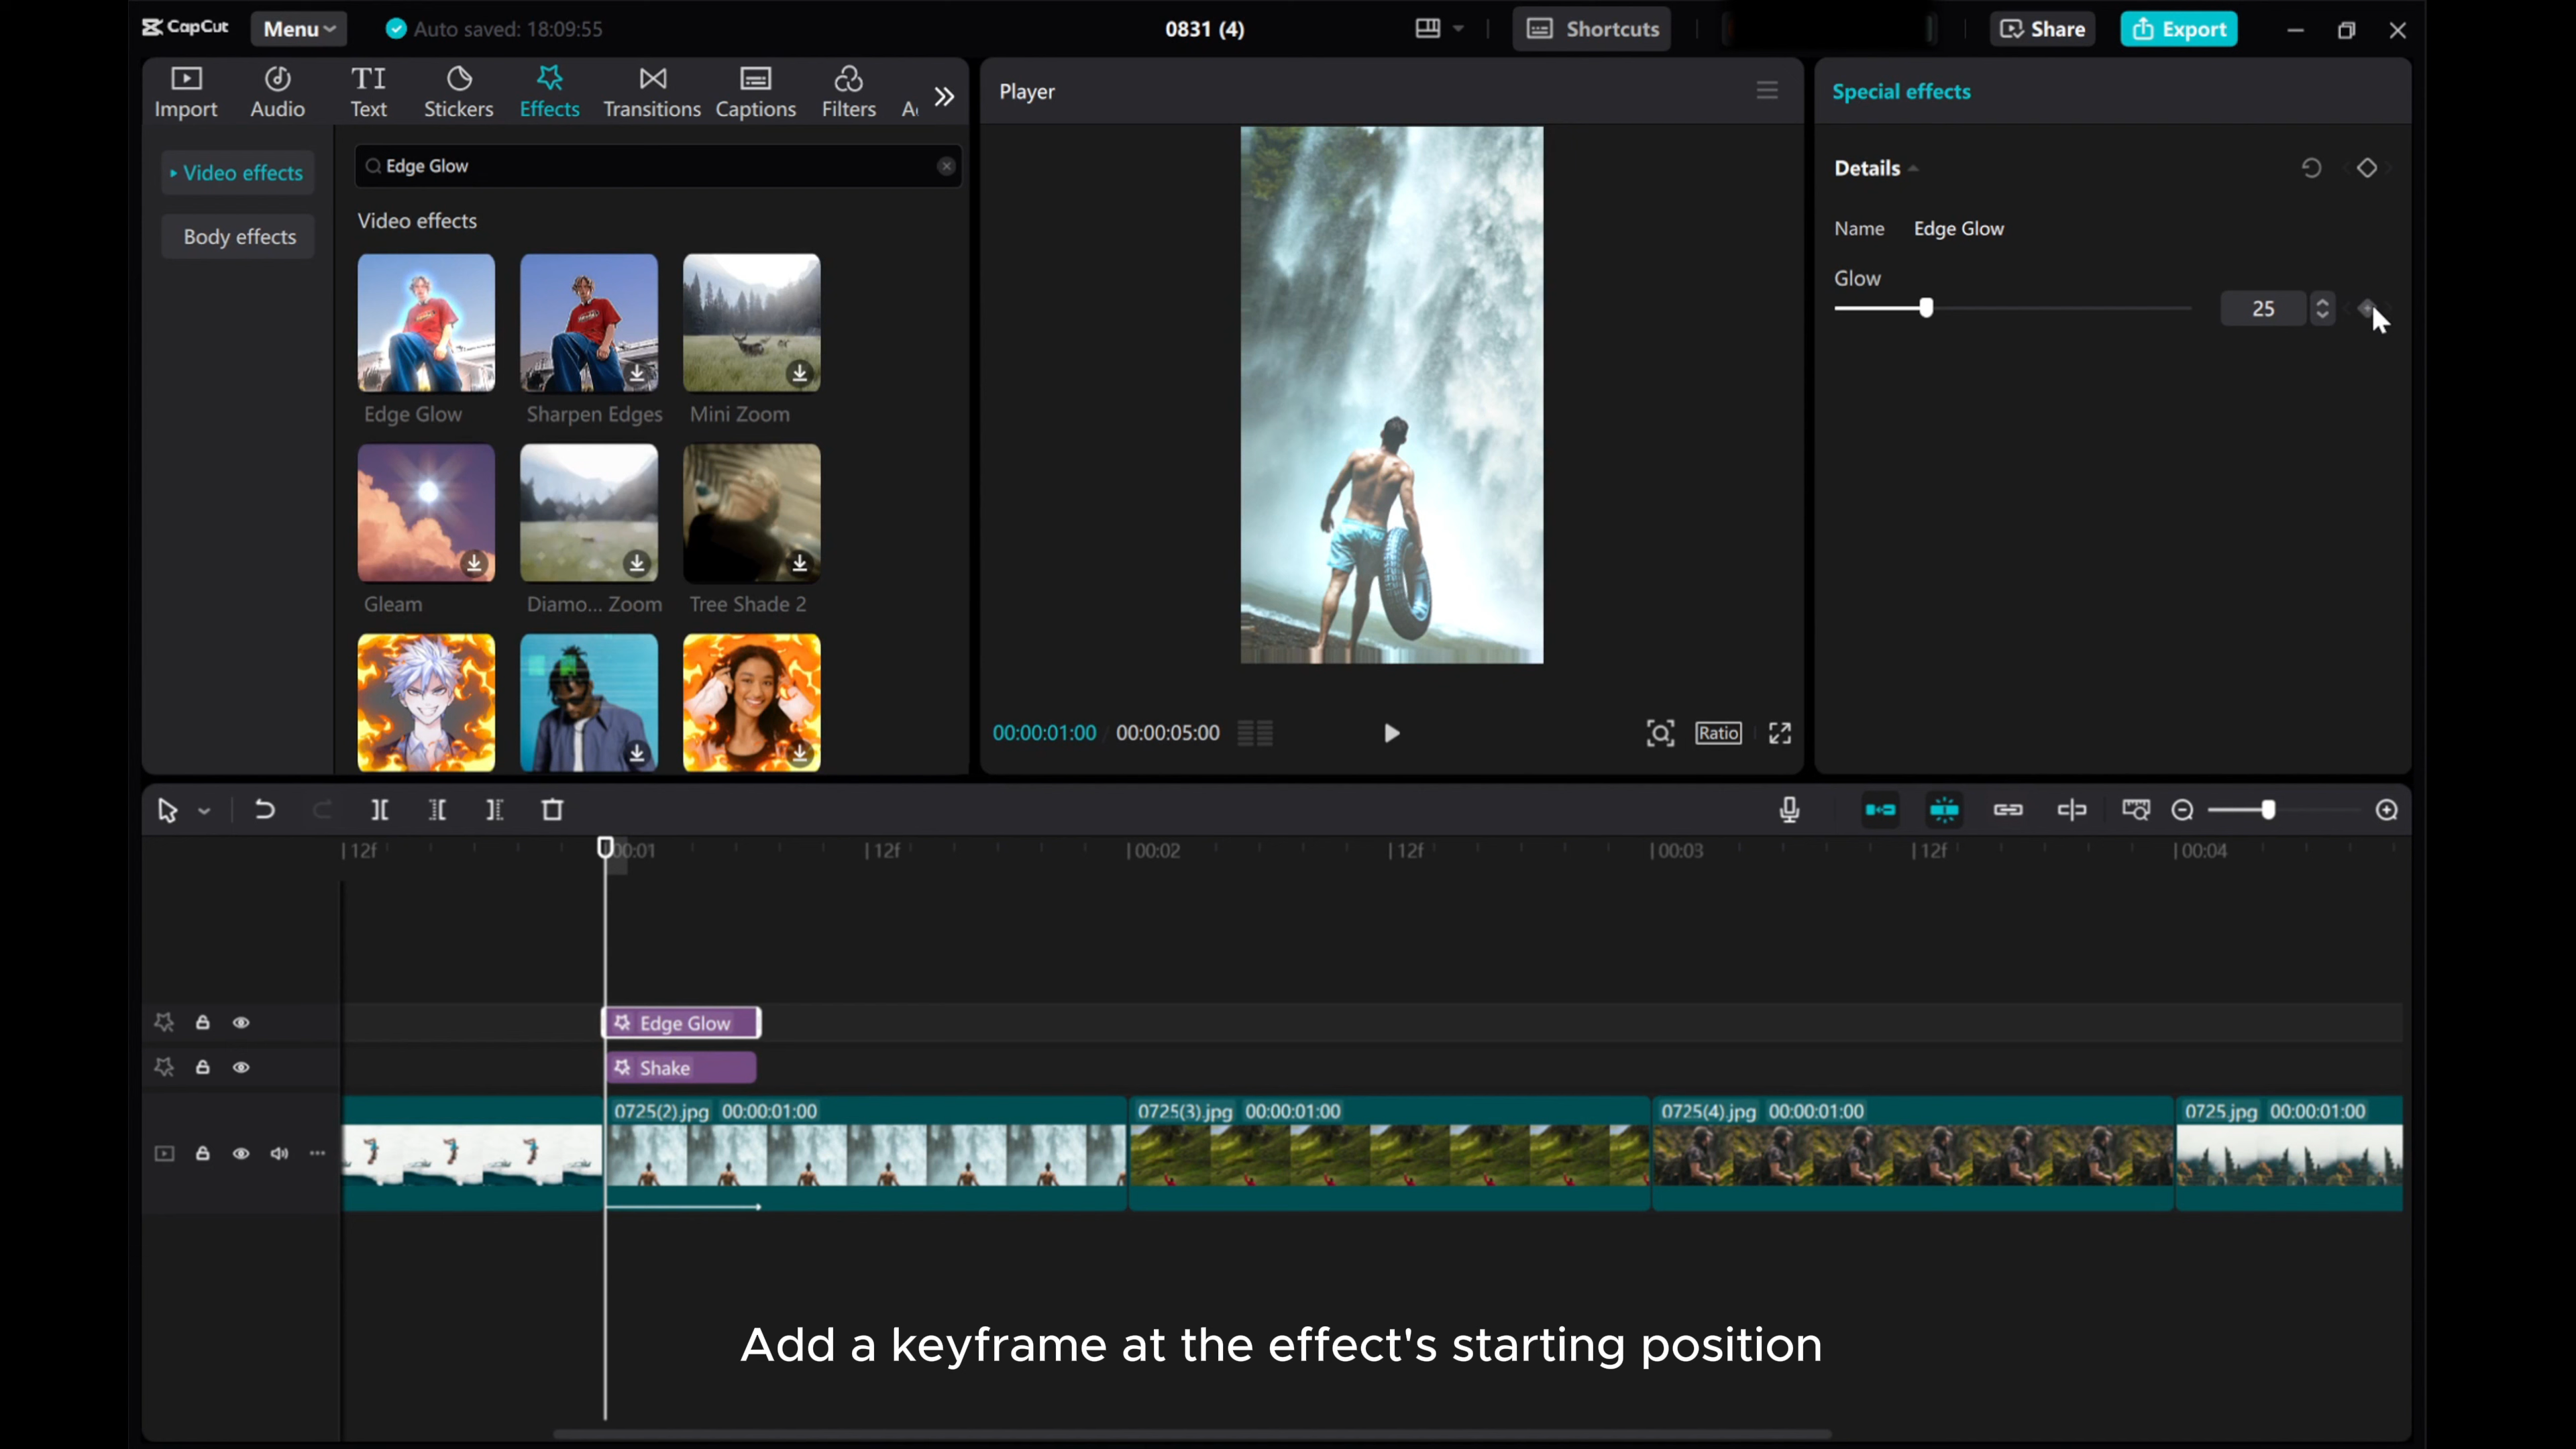 CapCut
Menu
Auto saved: 18:09:55
0831 (4)
Shortcuts
Share
Export
Import
Audio
TI
Text
Stickers
Effects
Transitions
Captions
Filters
Player
Special effects
Video effects
Body effects
Edge Glow
Video effects
Edge Glow
Sharpen Edges
Mini Zoom
Gleam
Diamo... Zoom
Tree Shade 2
00:00:01:00
00:00:05:00
Ratio
Details
Name Edge Glow
Glow
25
12f
00:01
12f
00:02
12f
00:03
12f
00:04
Edge Glow
Shake
0725(2).jpg 00:00:01:00
0725(3).jpg 00:00:01:00
0725(4).jpg 00:00:01:00
0725.jpg 00:00:01:00
Add a keyframe at the effect's starting position